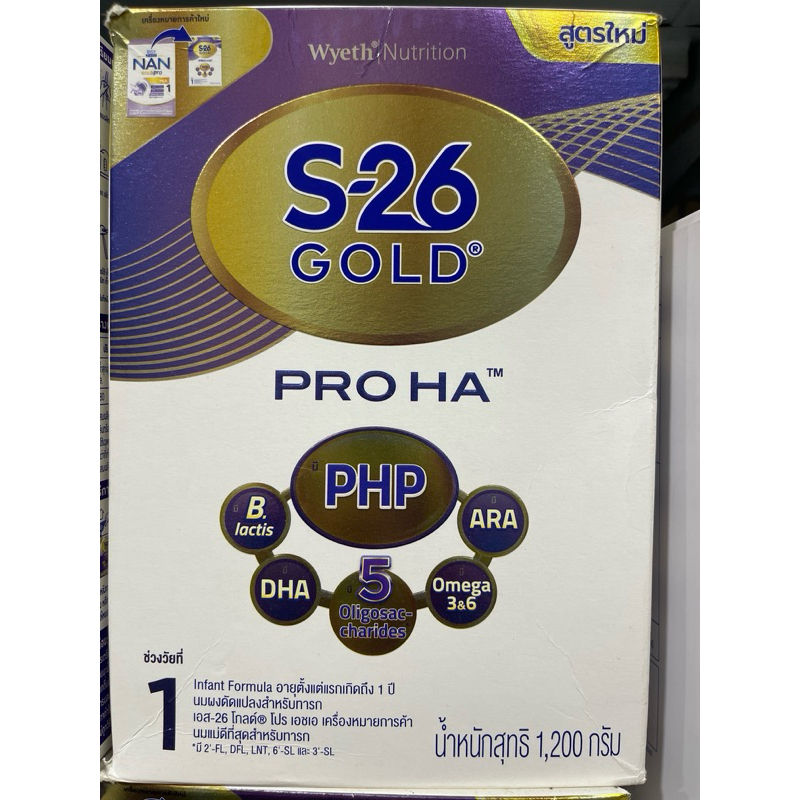 เครื่องหมายการค้าใหม่
สูตรใหม่
Wyeth® Nutrition
NAN
S-26
1
S-26
GOLD®
PRO HA™
มี
PHP
มี
B.
lactis
มี
ARA
มี
DHA
มี
5
Oligosac-
charides
มี
Omega
3&6
ช่วงวัยที่
1
Infant Formula อายุตั้งแต่แรกเกิดถึง 1 ปี
นมผงดัดแปลงสำหรับทารก
เอส-26 โกลด์® โปร เอชเอ เครื่องหมายการค้า
นมแม่ดีที่สุดสำหรับทารก
*มี 2'-FL, DFL, LNT, 6'-SL และ 3'-SL
น้ำหนักสุทธิ 1,200 กรัม